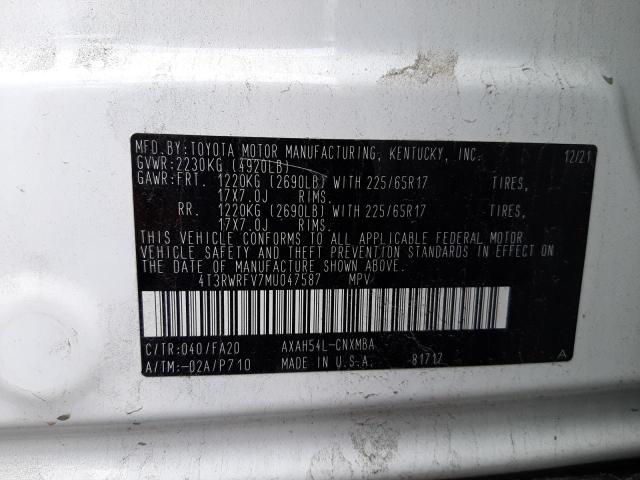 MFD.BY:TOYOTA MOTOR MANUFACTURING, KENTUCKY, INC. 12/21
GVWR:2230KG (4920LB)
GAWR:FRT. 1220KG (2690LB) WITH 225/65R17 TIRES,
17X7.0J RIMS.
RR. 1220KG (2690LB) WITH 225/65R17 TIRES,
17X7.0J RIMS.
THIS VEHICLE CONFORMS TO ALL APPLICABLE FEDERAL MOTOR
VEHICLE SAFETY AND THEFT PREVENTION STANDARDS IN EFFECT ON
THE DATE OF MANUFACTURE SHOWN ABOVE.
4T3RWRFV7MU047587 MPV
C/TR:040/FA20 AXAH54L-CNXMBA
A/TM:-02A/P710 MADE IN U.S.A. 81717 A